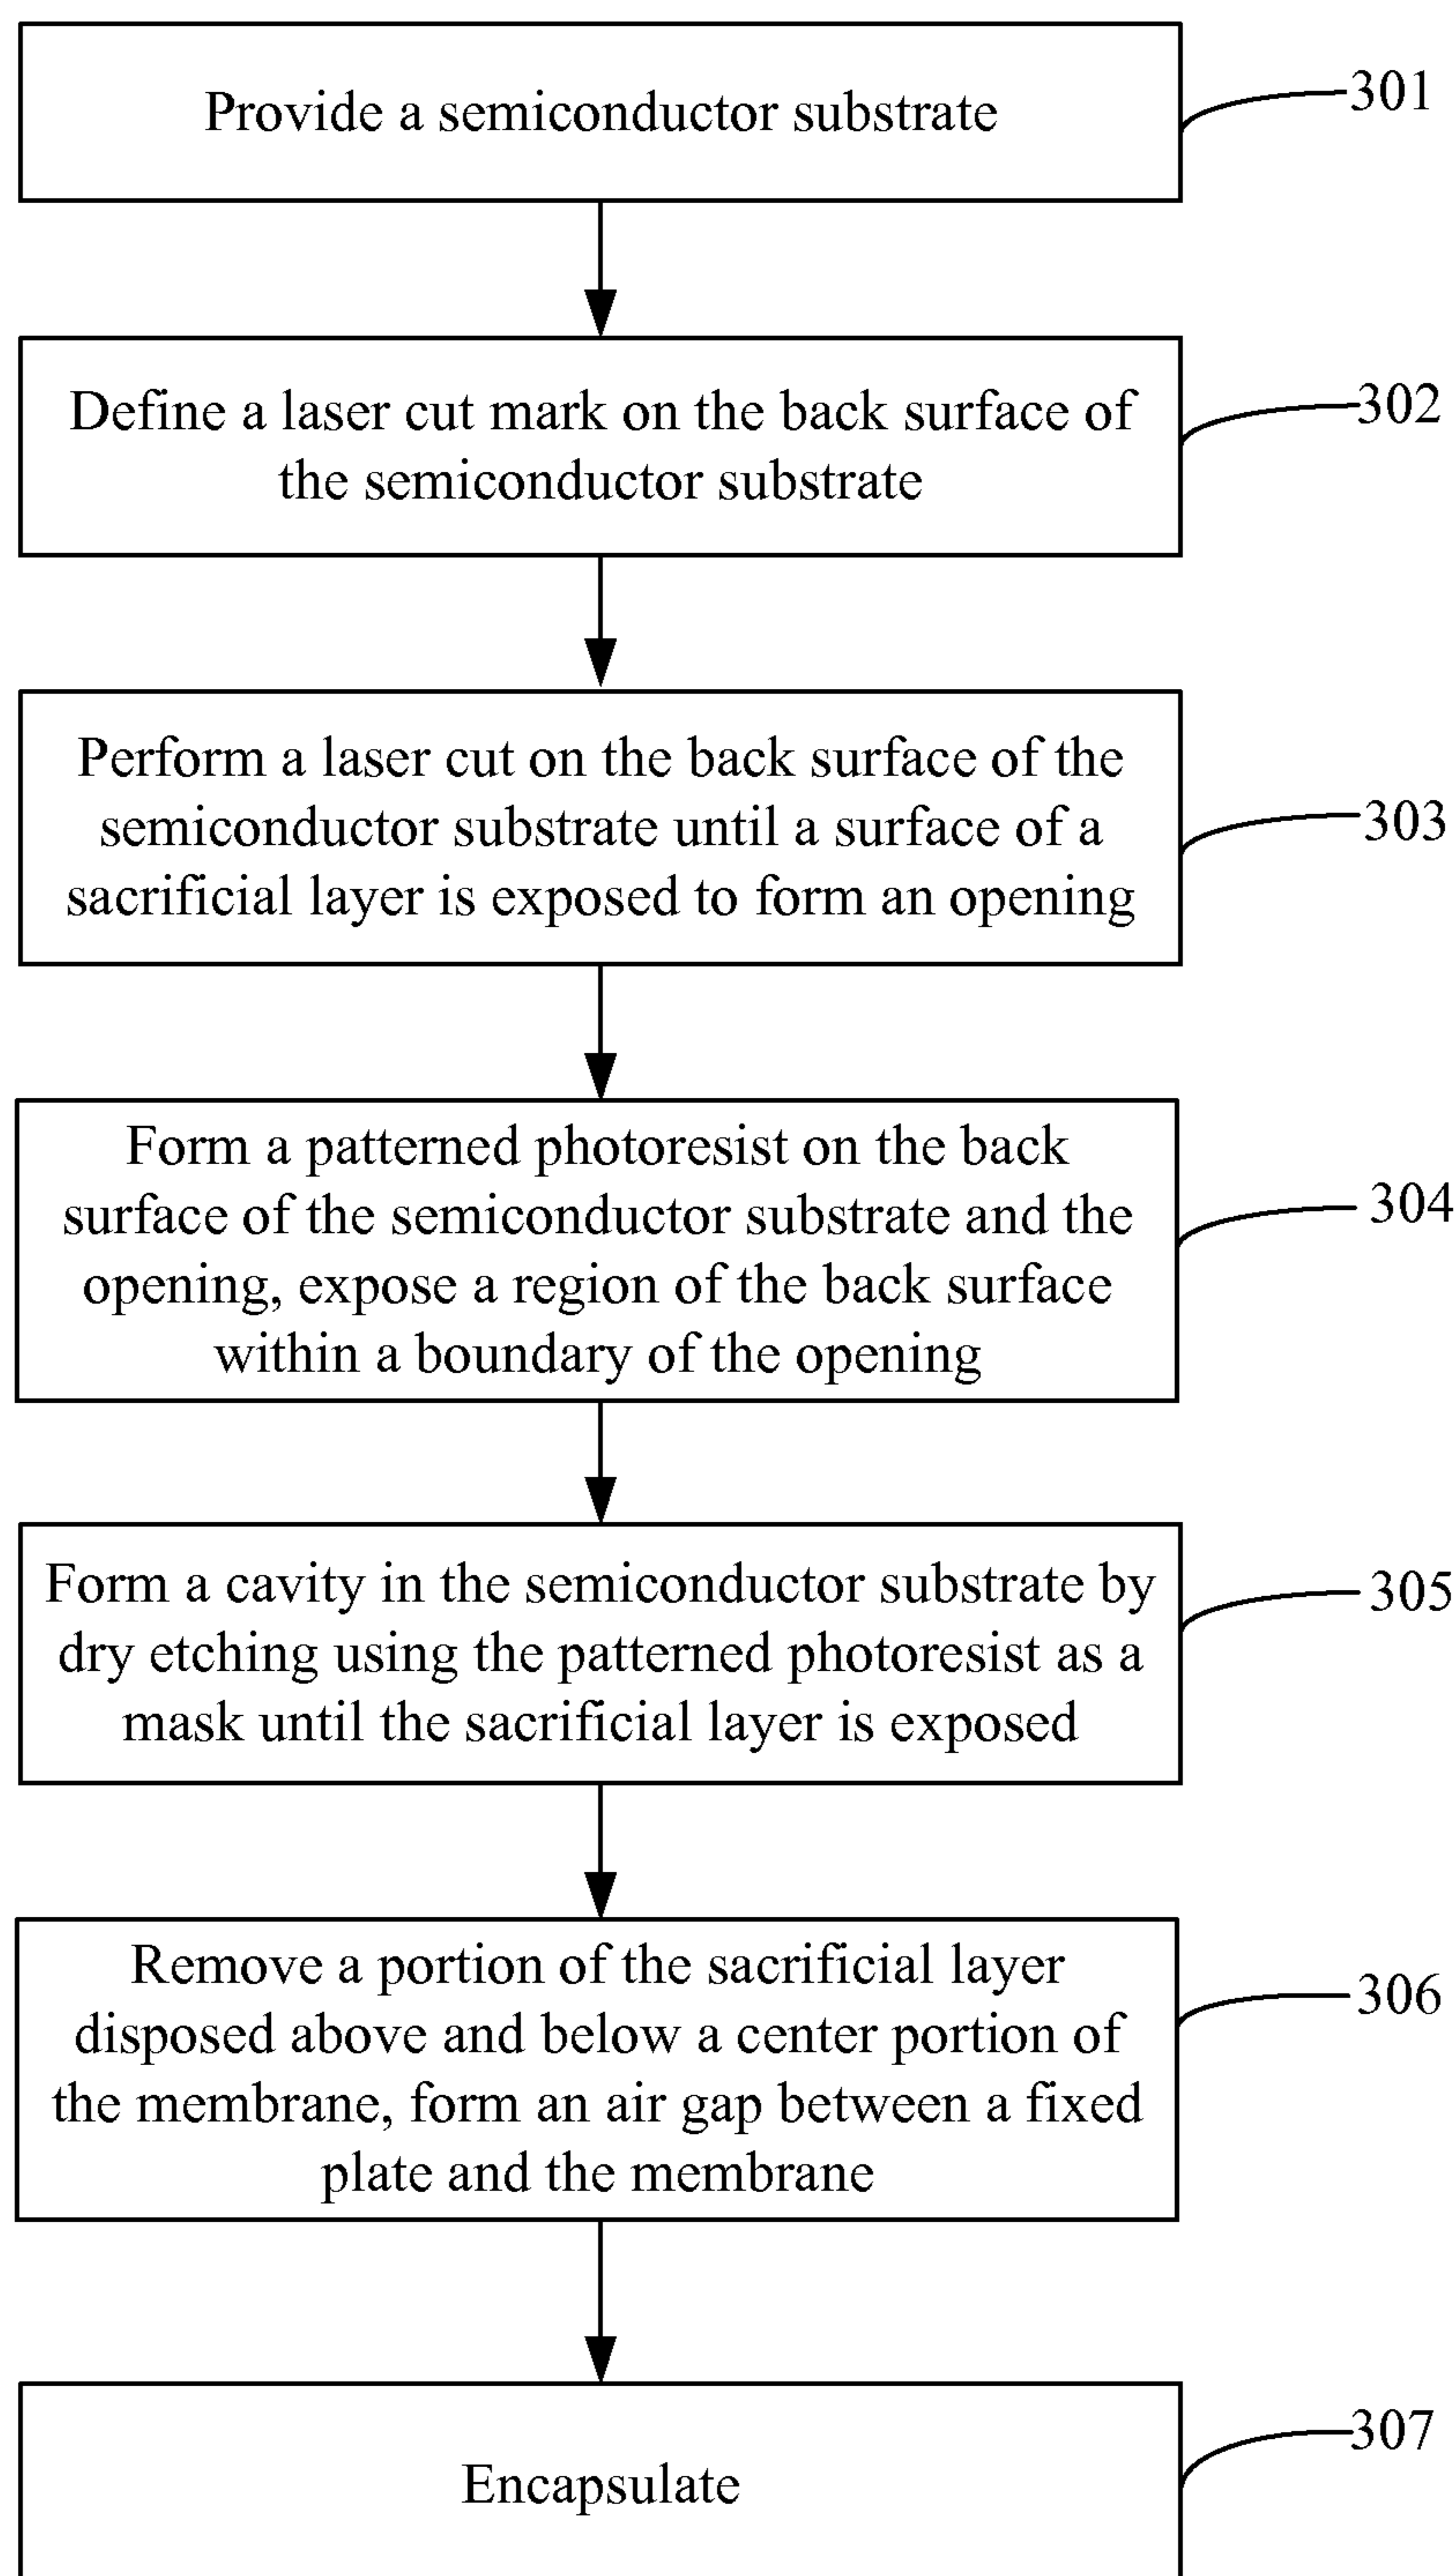 Provide a semiconductor substrate
301
Define a laser cut mark on the back surface of
the semiconductor substrate
302
Perform a laser cut on the back surface of the
semiconductor substrate until a surface of a
sacrificial layer is exposed to form an opening
303
Form a patterned photoresist on the back
surface of the semiconductor substrate and the
opening, expose a region of the back surface
within a boundary of the opening
304
Form a cavity in the semiconductor substrate by
dry etching using the patterned photoresist as a
mask until the sacrificial layer is exposed
305
Remove a portion of the sacrificial layer
disposed above and below a center portion of
the membrane, form an air gap between a fixed
plate and the membrane
306
Encapsulate
307